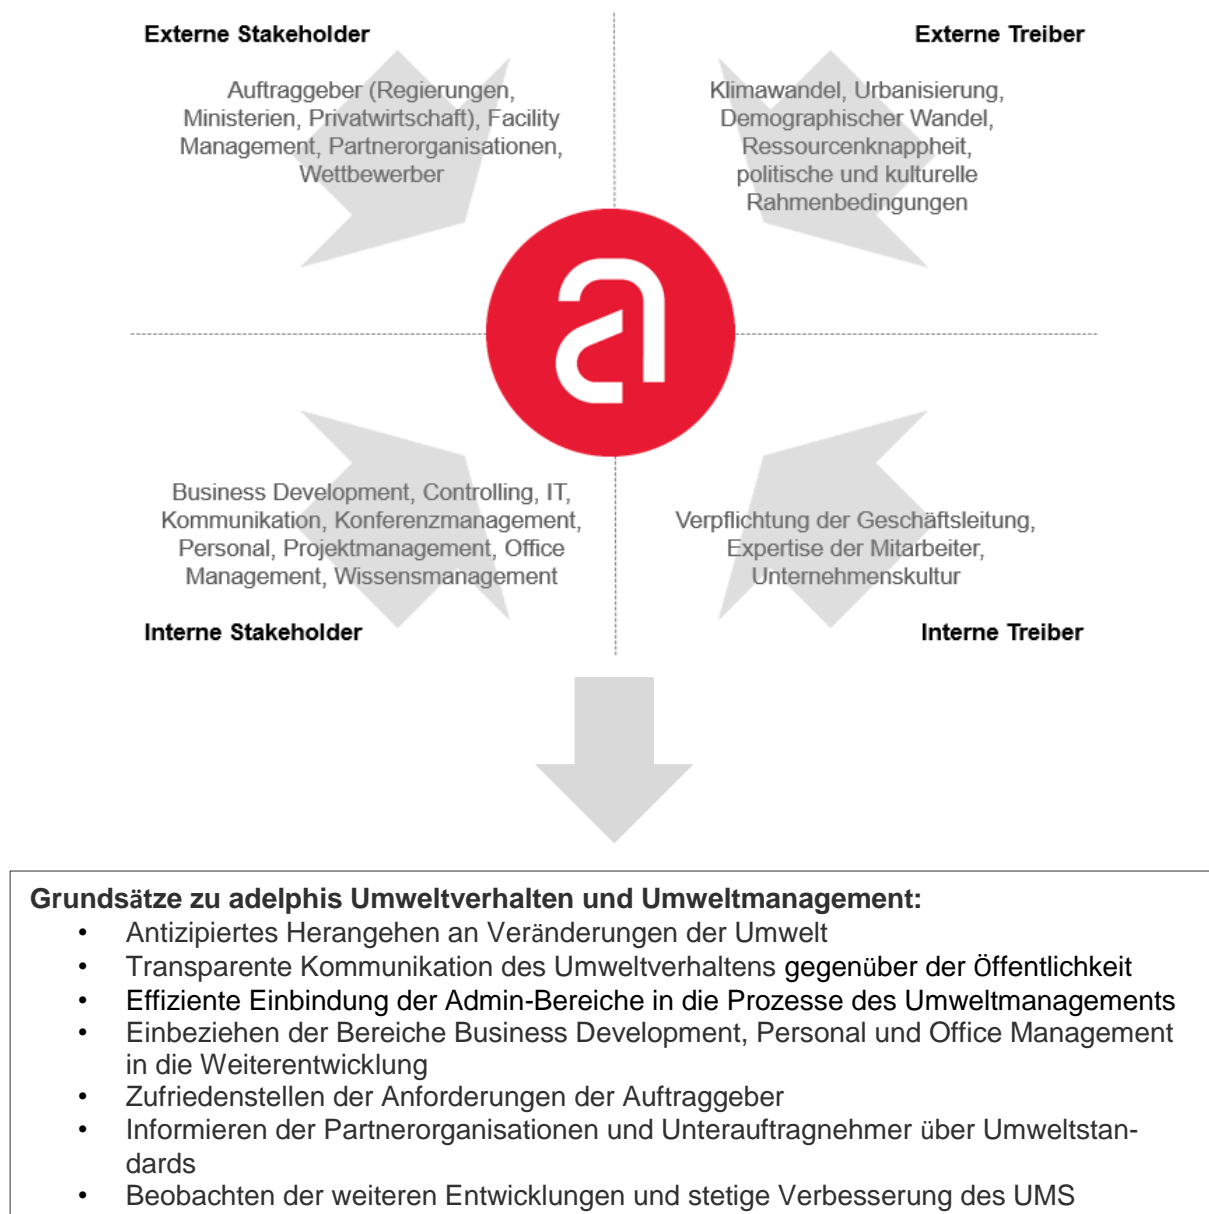 Externe Stakeholder
Auftraggeber (Regierungen,
Ministerien, Privatwirtschaft), Facility
Management, Partnerorganisationen,
Wettbewerber
Externe Treiber
Klimawandel, Urbanisierung,
Demographischer Wandel,
Ressourcenknappheit,
politische und kulturelle
Rahmenbedingungen
Business Development, Controlling, IT,
Kommunikation, Konferenzmanagement,
Personal, Projektmanagement, Office
Management, Wissensmanagement
Interne Stakeholder
Verpflichtung der Geschäftsleitung,
Expertise der Mitarbeiter,
Unternehmenskultur
Interne Treiber
Grundsätze zu adelphis Umweltverhalten und Umweltmanagement:
• Antizipiertes Herangehen an Veränderungen der Umwelt
• Transparente Kommunikation des Umweltverhaltens gegenüber der Öffentlichkeit
• Effiziente Einbindung der Admin-Bereiche in die Prozesse des Umweltmanagements
• Einbeziehen der Bereiche Business Development, Personal und Office Management
in die Weiterentwicklung
• Zufriedenstellen der Anforderungen der Auftraggeber
• Informieren der Partnerorganisationen und Unterauftragnehmer über Umweltstan-
dards
• Beobachten der weiteren Entwicklungen und stetige Verbesserung des UMS